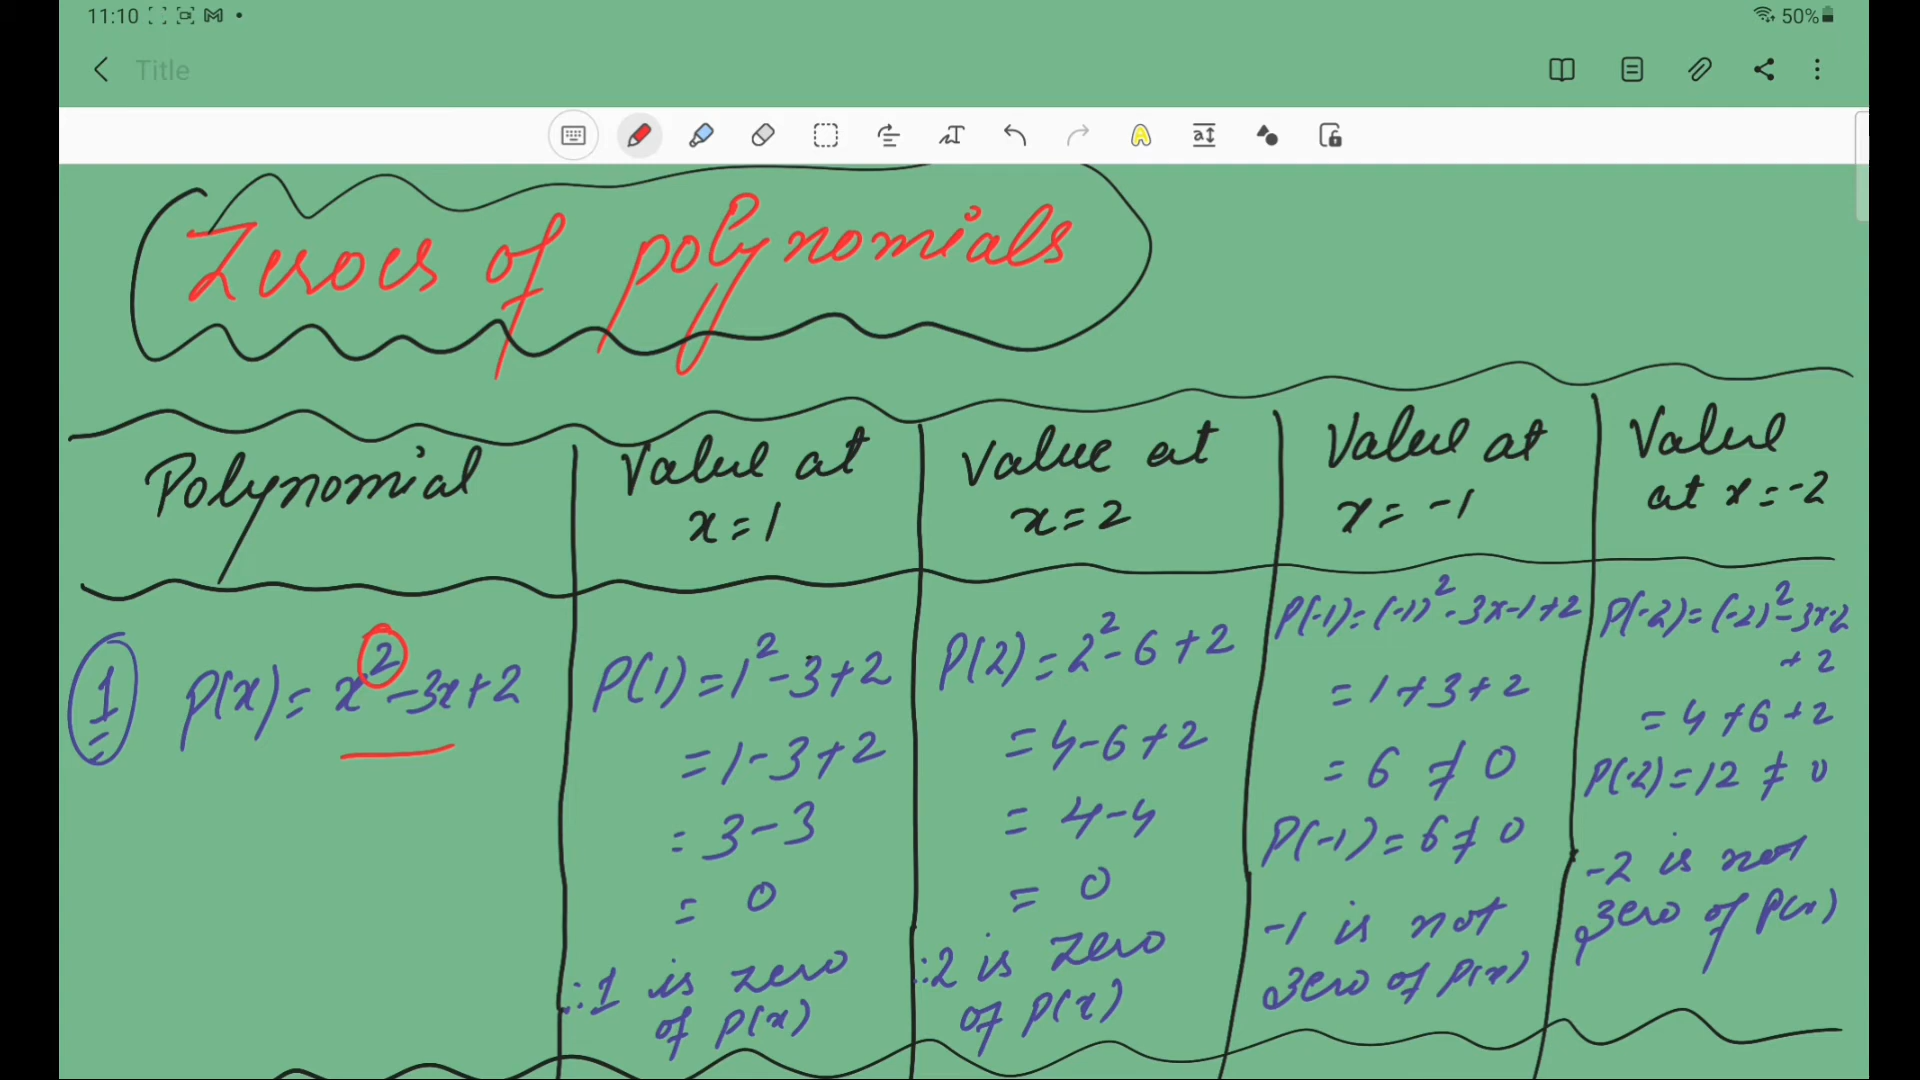 11:10
50%
Title
Zeroes of polynomials
Polynomial
Value at
x=1
Value at
x=2
Value at
x=-1
Value
at x=-2
1 P(x)= x²-3x+2
P(1)=1²-3+2
=1-3+2
= 3-3
= 0
∴1 is zero
of P(x)
P(2)=2²-6+2
=4-6+2
= 4-4
= 0
∴2 is zero
of P(x)
P(-1)=(-1)²-3x-1+2
=1+3+2
= 6 ≠ 0
P(-1)= 6≠0
-1 is not
zero of P(x)
P(-2)=(-2)²-3x-2
+2
=4+6+2
P(-2)=12≠0
-2 is not
zero of P(x)